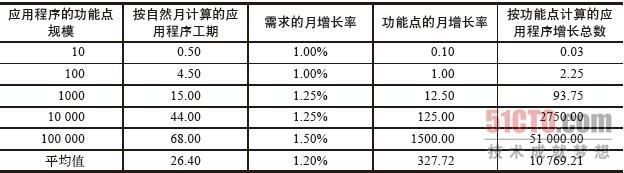 应用程序的功能点规模 按自然月计算的应用程序工期 需求的月增长率 功能点的月增长率 按功能点计算的应用程序增长总数
10 0.50 1.00% 0.10 0.03
100 4.50 1.00% 1.00 2.25
1000 15.00 1.25% 12.50 93.75
10 000 44.00 1.25% 125.00 2750.00
100 000 68.00 1.50% 1500.00 51 000.00
平均值 26.40 1.20% 327.72 10 769.21
51CTO.com
技术成就梦想